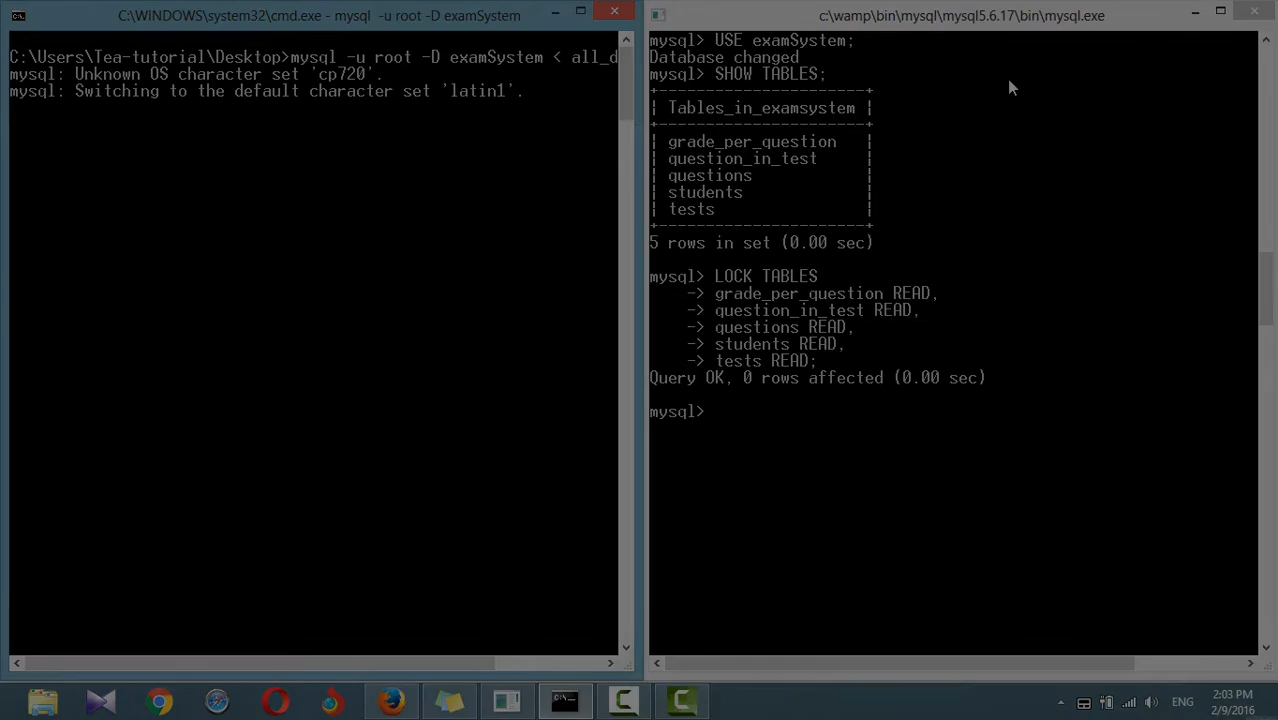 C:\WINDOWS\system32\cmd.exe - mysql -u root -D examSystem
C:\Users\Tea-tutorial\Desktop>mysql -u root -D examSystem < all_d
mysql: Unknown OS character set 'cp720'.
mysql: Switching to the default character set 'latin1'.
c:\wamp\bin\mysql\mysql5.6.17\bin\mysql.exe
mysql> USE examSystem;
Database changed
mysql> SHOW TABLES;
+----------------------+
| Tables_in_examsystem |
+----------------------+
| grade_per_question |
| question_in_test |
| questions |
| students |
| tests |
+----------------------+
5 rows in set (0.00 sec)
mysql> LOCK TABLES
-> grade_per_question READ,
-> question_in_test READ,
-> questions READ,
-> students READ,
-> tests READ;
Query OK, 0 rows affected (0.00 sec)
mysql>
ENG
2:03 PM
2/9/2016